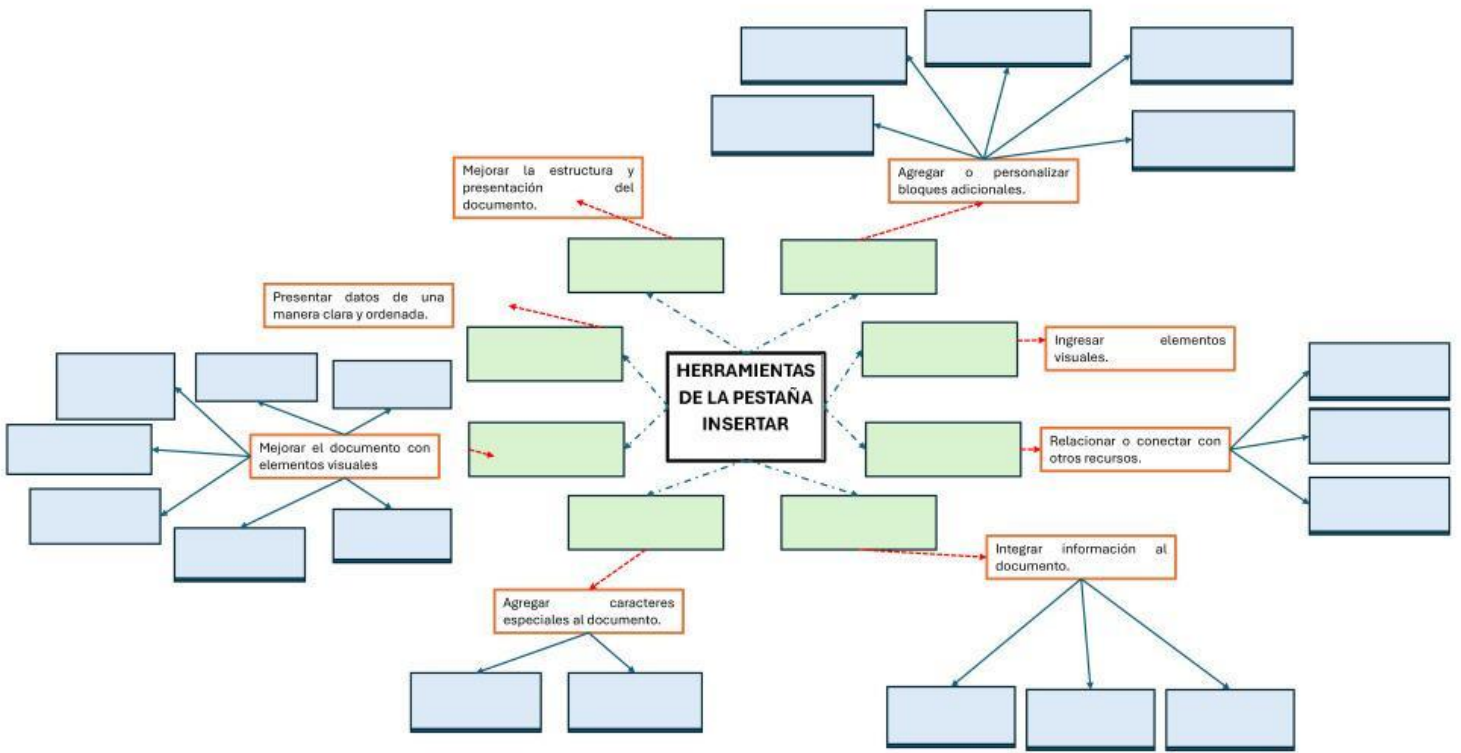 Mejorar la estructura y
presentación del
documento.
Agregar o personalizar
bloques adicionales.
Presentar datos de una
manera clara y ordenada.
Ingresar elementos
visuales.
HERRAMIENTAS
DE LA PESTAÑA
INSERTAR
Mejorar el documento con
elementos visuales
Relacionar o conectar con
otros recursos.
Integrar información al
documento.
Agregar caracteres
especiales al documento.